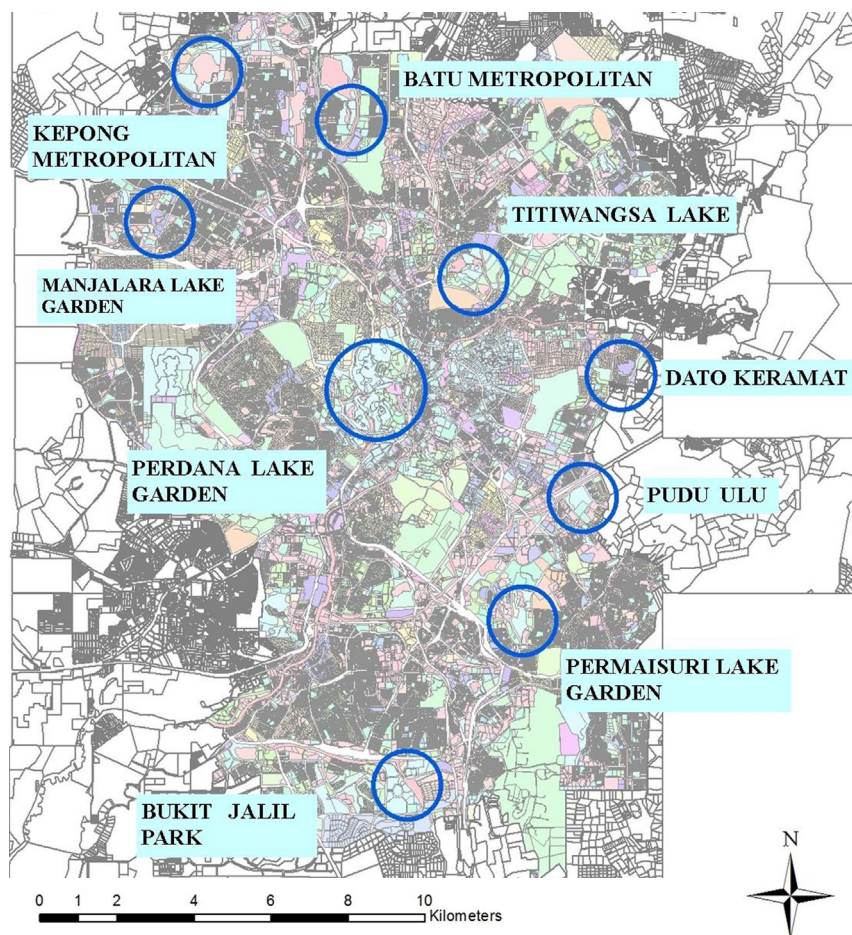 BATU METROPOLITAN
KEPONG
METROPOLITAN
TITIWANGSA LAKE
MANJALARA LAKE
GARDEN
DATO KERAMAT
PERDANA LAKE
GARDEN
PUDU ULU
PERMAISURI LAKE
GARDEN
BUKIT JALIL
PARK
N
0 1 2 4 6 8 10
Kilometers